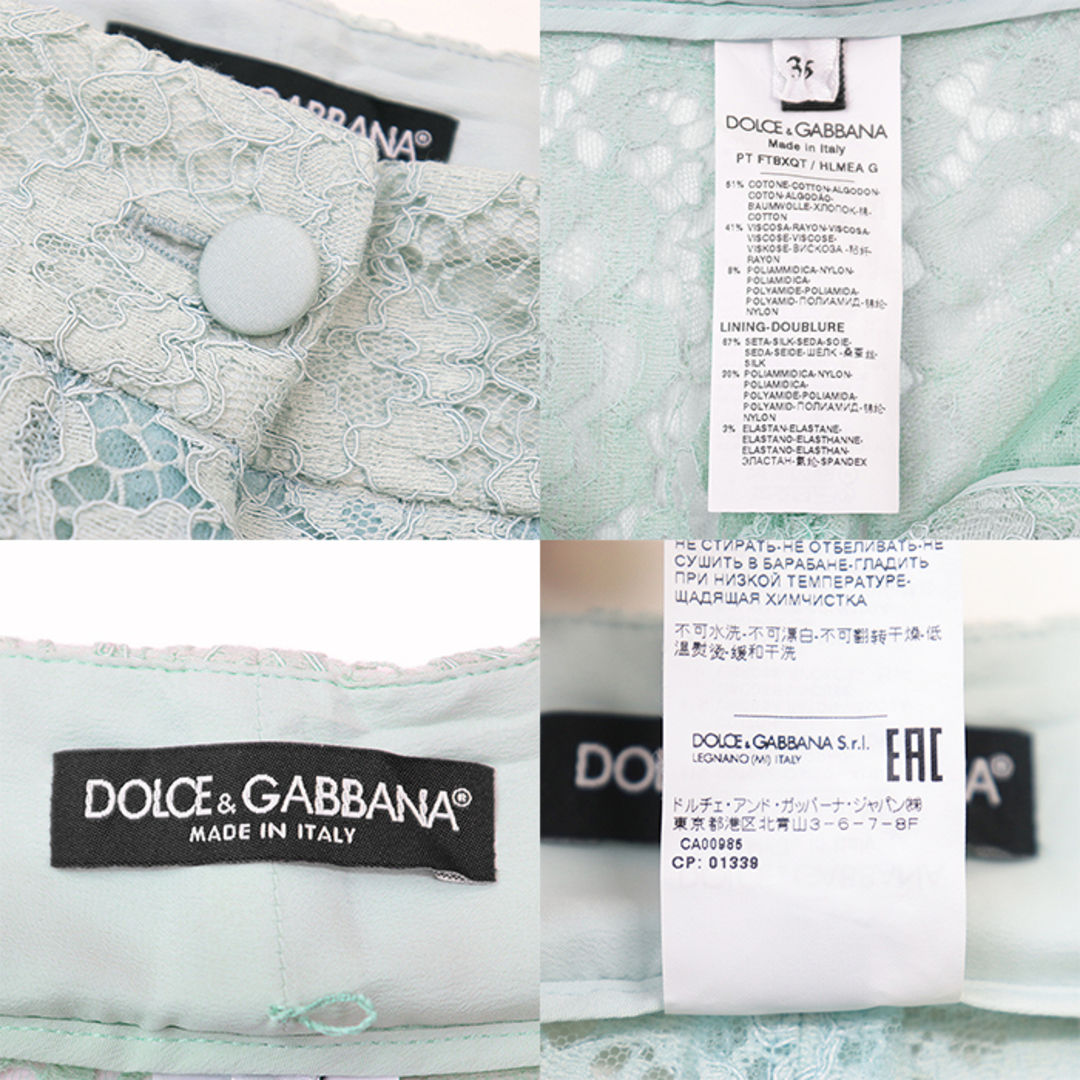 GABBANA®
36
DOLCE & GABBANA
Made in Italy
PT FTBXQT / HLMEA G
51% COTONE-COTTON-ALGODON-
COTON-ALGODÃO-
BAUMWOLLE-ХЛОПОК-棉-
COTTON
41% VISCOSA-RAYON-VISCOSA-
VISCOSE-VISCOSE-
VISKOSE-ВИСКОЗА-粘纤-
RAYON
8% POLIAMMIDICA-NYLON-
POLIAMIDICA-
POLYAMIDE-POLIAMIDA-
POLYAMID-ПОЛИАМИД-锦纶-
NYLON
LINING-DOUBLURE
SETA-SILK-SEDA-SOIE-
SEDA-SEIDE-ШЁЛК-桑蚕丝-
SILK
20% POLIAMMIDICA-NYLON-
POLIAMIDICA-
POLYAMIDE-POLIAMIDA-
POLYAMID-ПОЛИАМИД-锦纶-
NYLON
3% ELASTAN-ELASTANE-
ELASTANO-ELASTHANNE-
ELASTANO-ELASTHAN-
ЭЛАСТАН-氨纶-SPANDEX
DOLCE & GABBANA®
MADE IN ITALY
НЕ СТИРАТЬ-НЕ ОТБЕЛИВАТЬ-НЕ
СУШИТЬ В БАРАБАНЕ-ГЛАДИТЬ
ПРИ НИЗКОЙ ТЕМПЕРАТУРЕ-
ЩАДЯЩАЯ ХИМЧИСТКА
不可水洗-不可漂白-不可翻转干燥-低
温熨烫-缓和干洗
DOLCE & GABBANA S.r.l.
LEGNANO (MI) ITALY
EAC
DO
A®
ドルチェ・アンド・ガッバーナ・ジャパン㈱
東京都港区北青山3-6-7-8F
CA00985
CP: 01339